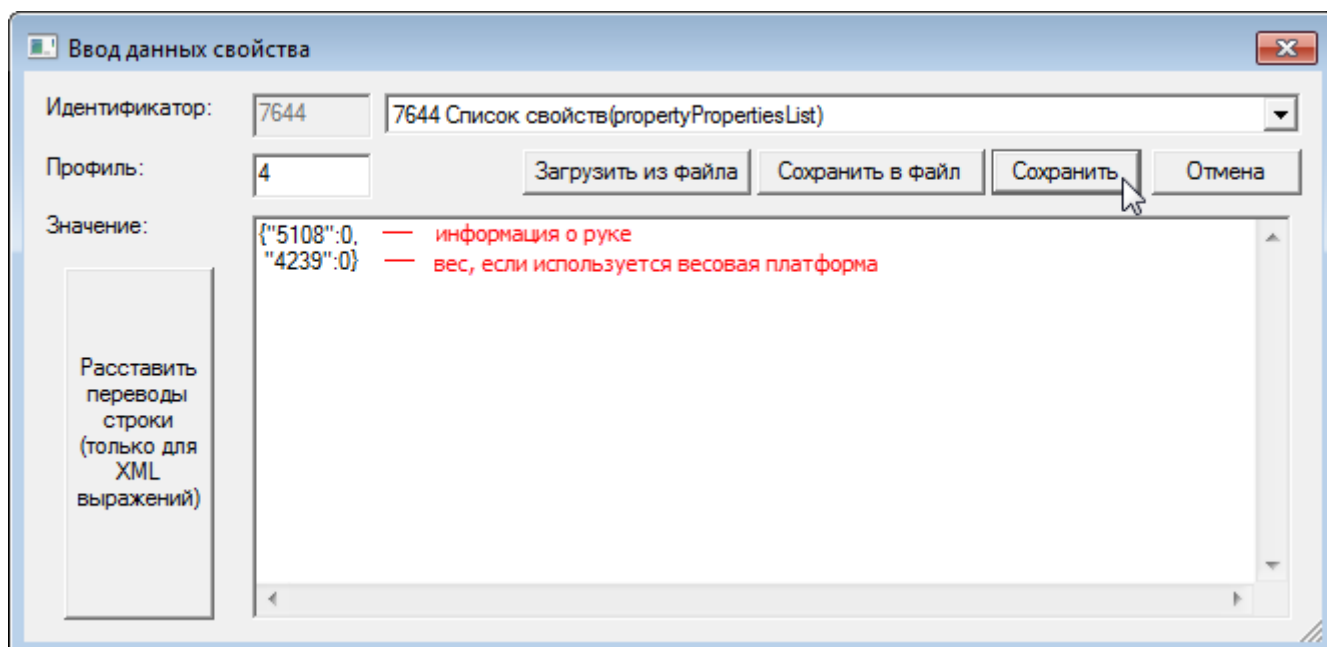 Ввод данных свойства
Идентификатор: 7644 7644 Список свойств(propertyPropertiesList)
Профиль: 4 Загрузить из файла Сохранить в файл Сохранить Отмена
Значение:
{"5108":0, — информация о руке
"4239":0} — вес, если используется весовая платформа
Расставить
переводы
строки
(только для
XML
выражений)